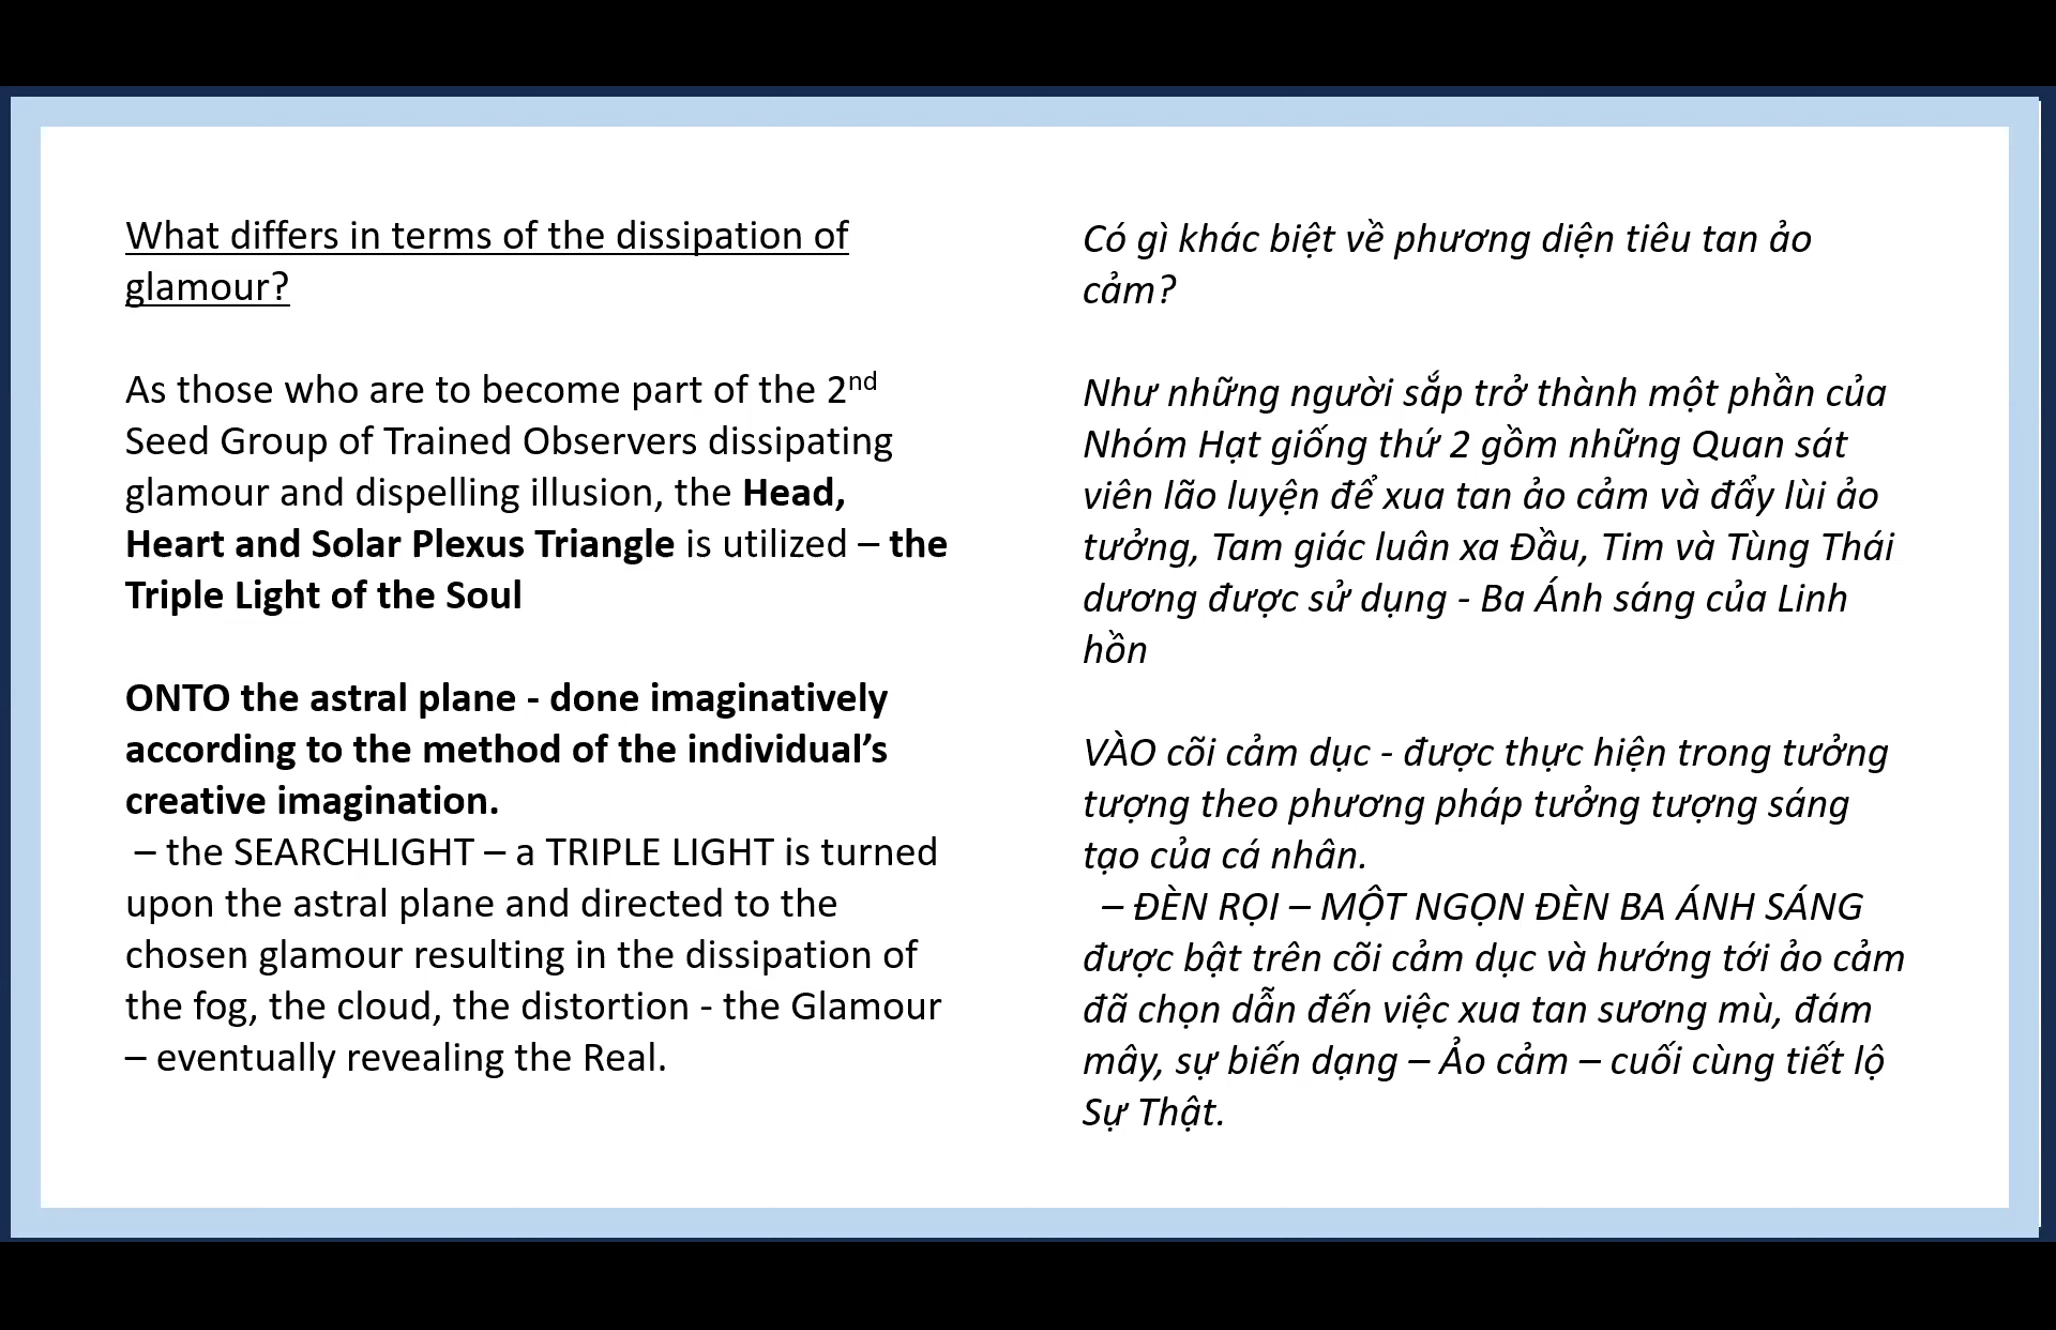 What differs in terms of the dissipation of
glamour?
As those who are to become part of the 2nd
Seed Group of Trained Observers dissipating
glamour and dispelling illusion, the Head,
Heart and Solar Plexus Triangle is utilized – the
Triple Light of the Soul
ONTO the astral plane - done imaginatively
according to the method of the individual’s
creative imagination.
– the SEARCHLIGHT – a TRIPLE LIGHT is turned
upon the astral plane and directed to the
chosen glamour resulting in the dissipation of
the fog, the cloud, the distortion - the Glamour
– eventually revealing the Real.
Có gì khác biệt về phương diện tiêu tan ảo
cảm?
Như những người sắp trở thành một phần của
Nhóm Hạt giống thứ 2 gồm những Quan sát
viên lão luyện để xua tan ảo cảm và đẩy lùi ảo
tưởng, Tam giác luân xa Đầu, Tim và Tùng Thái
dương được sử dụng - Ba Ánh sáng của Linh
hồn
VÀO cõi cảm dục - được thực hiện trong tưởng
tượng theo phương pháp tưởng tượng sáng
tạo của cá nhân.
– ĐÈN RỌI – MỘT NGỌN ĐÈN BA ÁNH SÁNG
được bật trên cõi cảm dục và hướng tới ảo cảm
đã chọn dẫn đến việc xua tan sương mù, đám
mây, sự biến dạng – Ảo cảm – cuối cùng tiết lộ
Sự Thật.